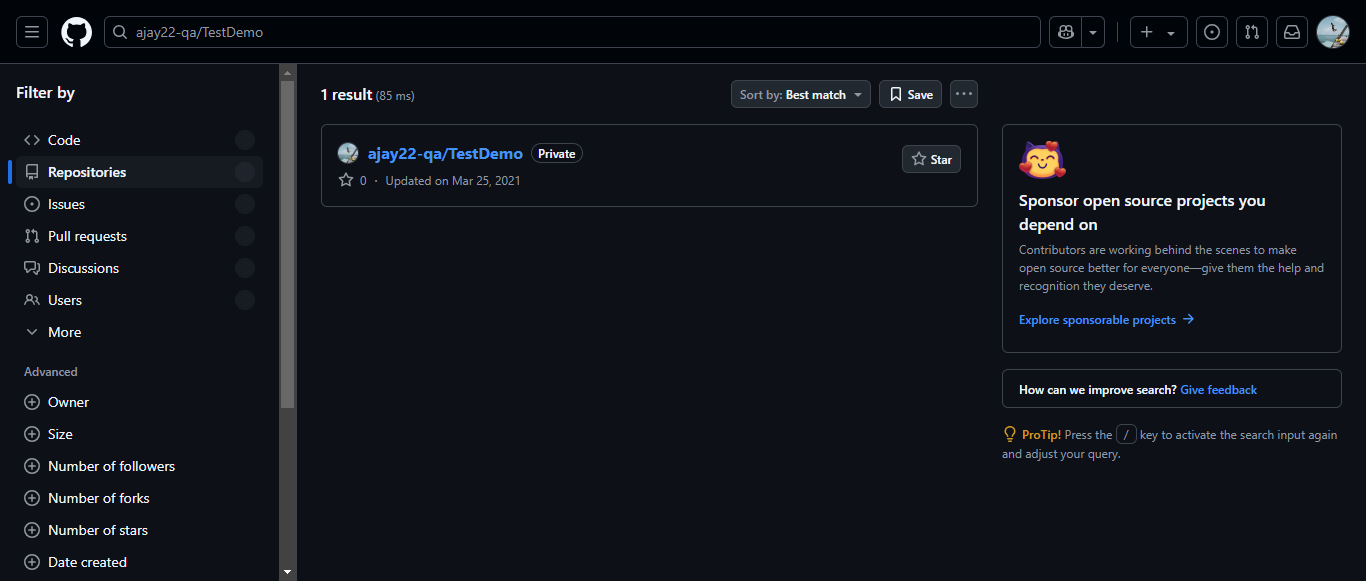 ajay22-qa/TestDemo
Filter by
Code
Repositories
Issues
Pull requests
Discussions
Users
More
Advanced
Owner
Size
Number of followers
Number of forks
Number of stars
Date created
1 result (85 ms)
Sort by: Best match
Save
ajay22-qa/TestDemo Private
Star
0 · Updated on Mar 25, 2021
Sponsor open source projects you
depend on
Contributors are working behind the scenes to make
open source better for everyone—give them the help and
recognition they deserve.
Explore sponsorable projects →
How can we improve search? Give feedback
ProTip! Press the / key to activate the search input again
and adjust your query.